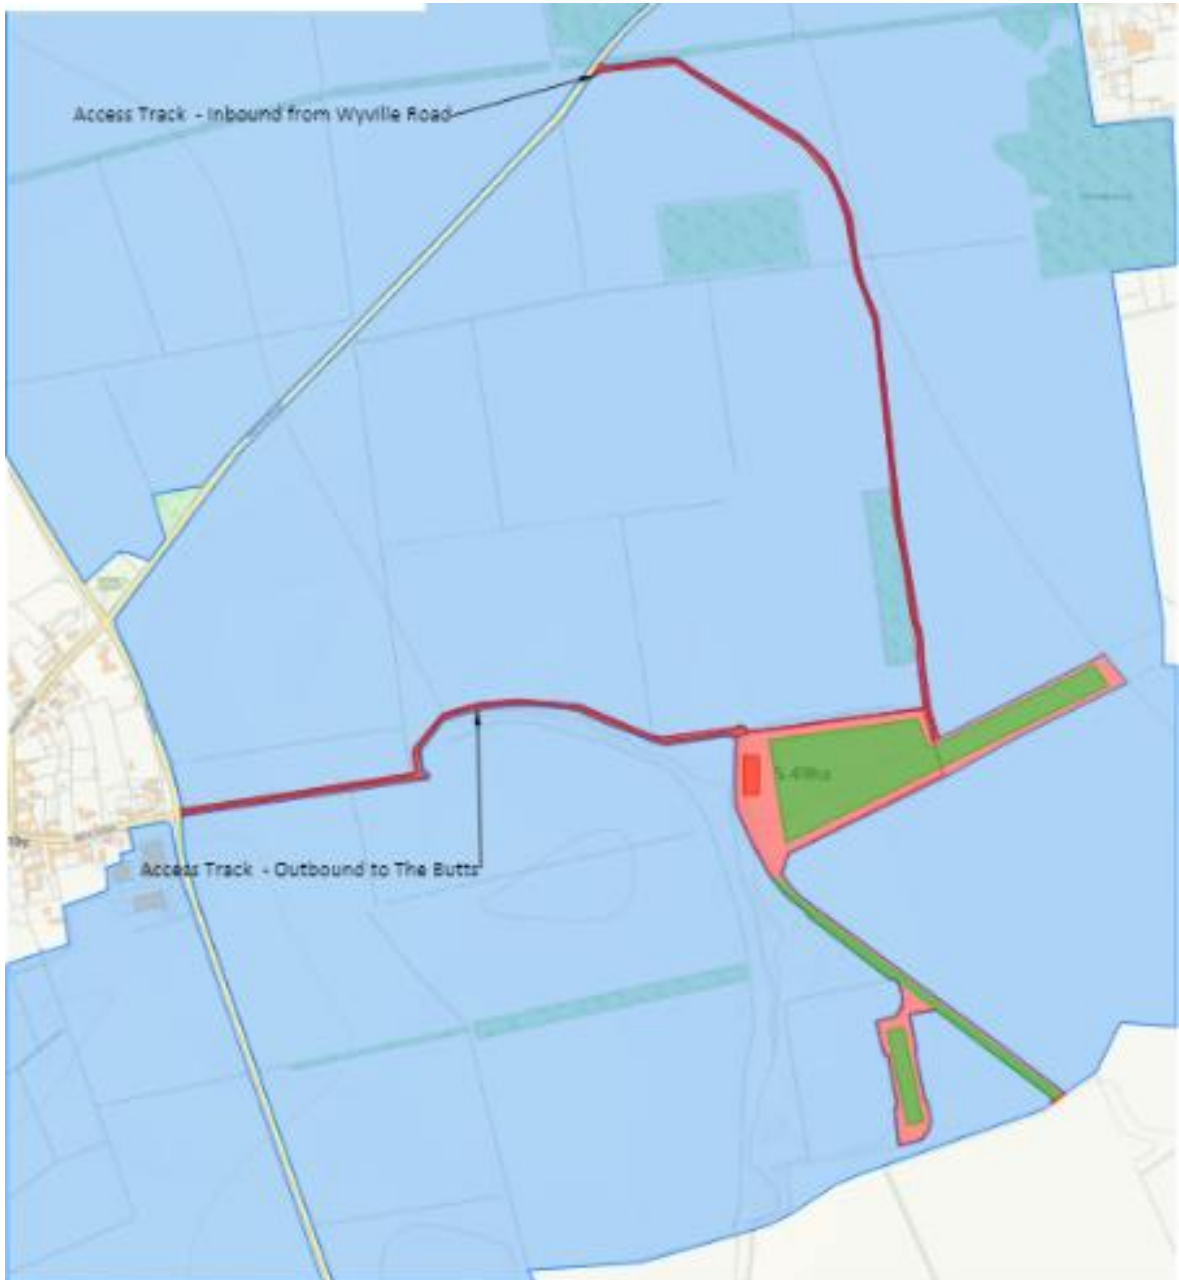 Access Track - Inbound from Wyville Road
Access Track - Outbound to The Butts